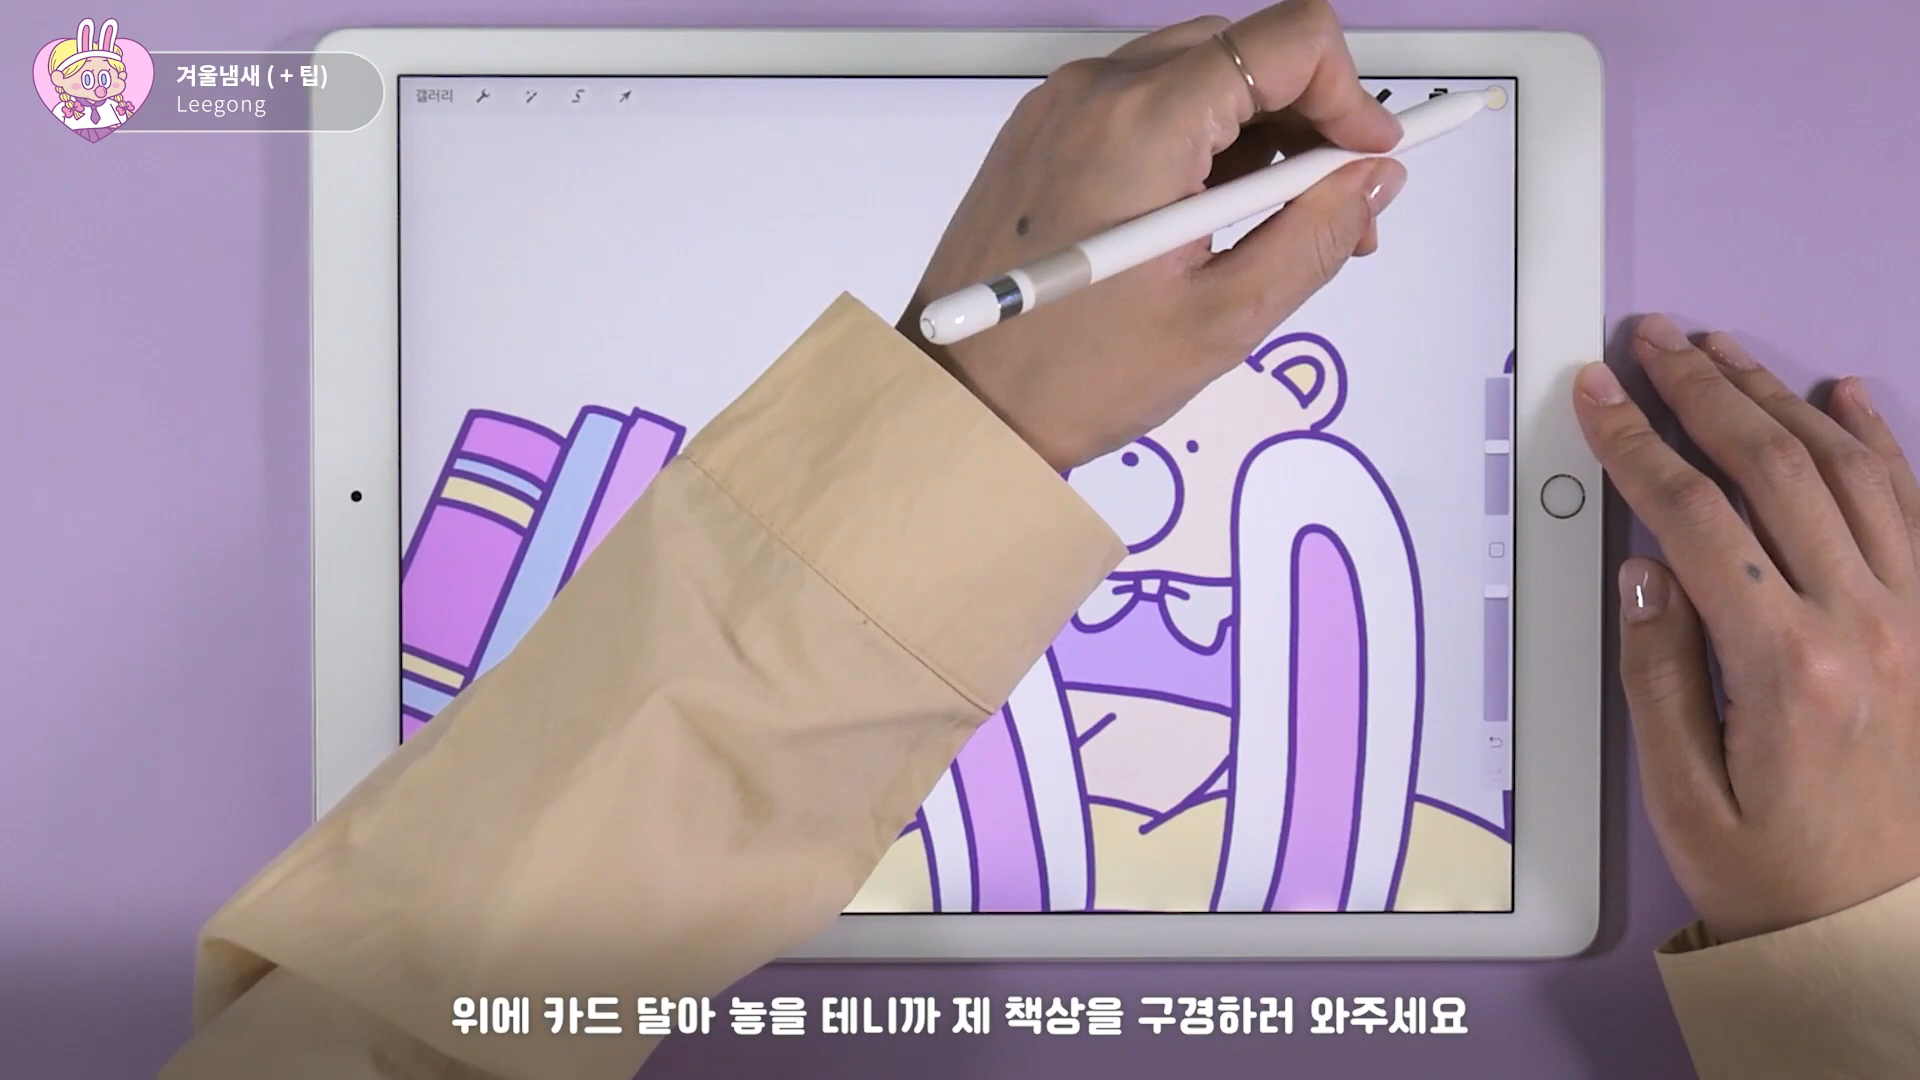 겨울냄새 ( + 팁)
Leegong
갤러리
위에 카드 달아 놓을 테니까 제 책상을 구경하러 와주세요